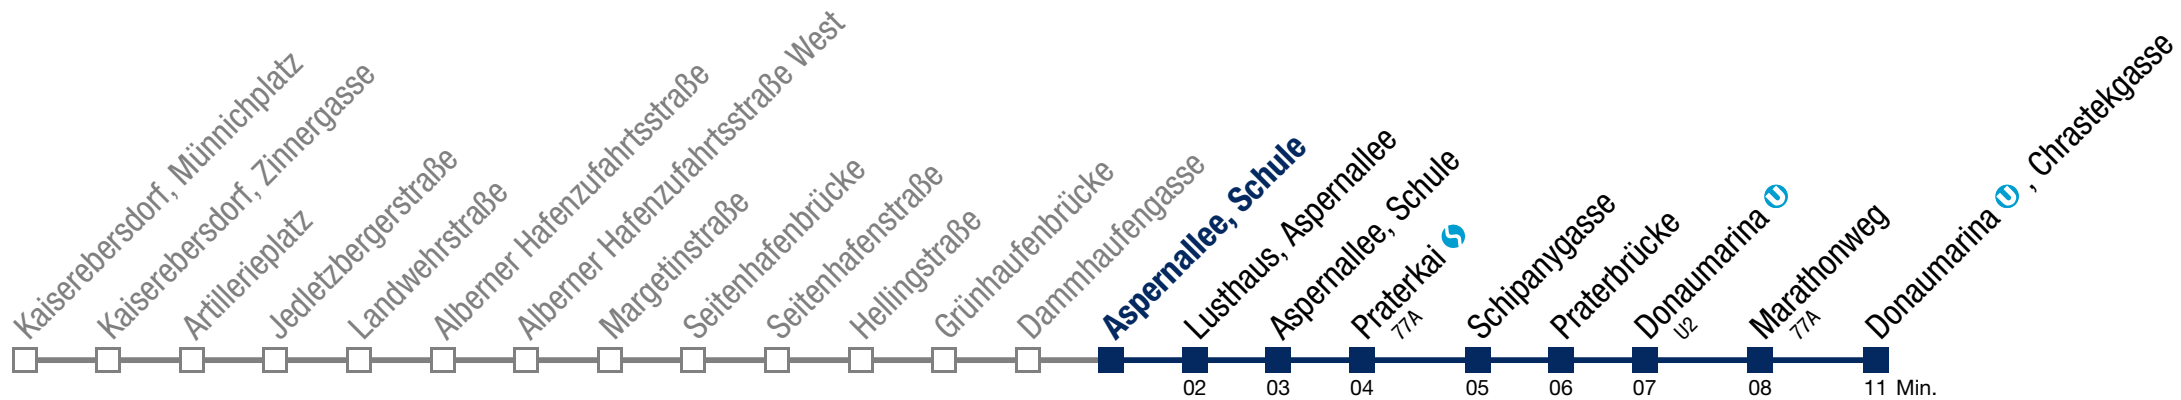 Kaiserebersdorf, Münnichplatz
Kaiserebersdorf, Zinnergasse
Artillerieplatz
Jedletzbergerstraße
Landwehrstraße
Alberner Hafenzufahrtsstraße
Alberner Hafenzufahrtsstraße West
Margetinstraße
Seitenhafenbrücke
Seitenhafenstraße
Hellingstraße
Grünhaufenbrücke
Dammhaufengasse
Aspernallee, Schule
Lusthaus, Aspernallee
Aspernallee, Schule
Praterkai S
77A
Schipanygasse
Praterbrücke
Donaumarina U
U2
Marathonweg
77A
Donaumarina U , Chrastekgasse
02 03 04 05 06 07 08 11 Min.